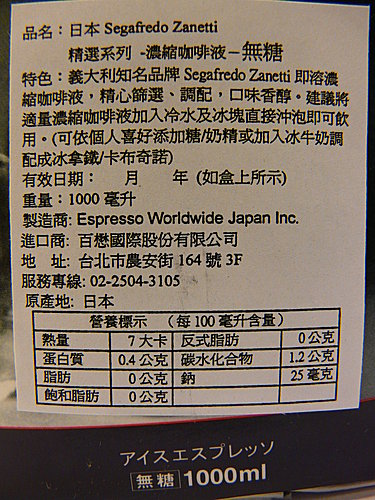 品名：日本 Segafredo Zanetti
精選系列 -濃縮咖啡液－無糖
特色：義大利知名品牌 Segafredo Zanetti 即溶濃
縮咖啡液，精心篩選、調配，口味香醇。建議將
適量濃縮咖啡液加入冷水及冰塊直接沖泡即可飲
用。(可依個人喜好添加糖/奶精或加入冰牛奶調
配成冰拿鐵/卡布奇諾)
有效日期： 月 年 (如盒上所示)
重量：1000 毫升
製造商: Espresso Worldwide Japan Inc.
進口商: 百懋國際股份有限公司
地 址: 台北市農安街 164 號 3F
服務專線: 02-2504-3105
原產地: 日本
營養標示 （每 100 毫升含量）
熱量 7 大卡 反式脂肪 0 公克
蛋白質 0.4 公克 碳水化合物 1.2 公克
脂肪 0 公克 鈉 25 毫克
飽和脂肪 0 公克
アイスエスプレッソ
無糖 1000ml